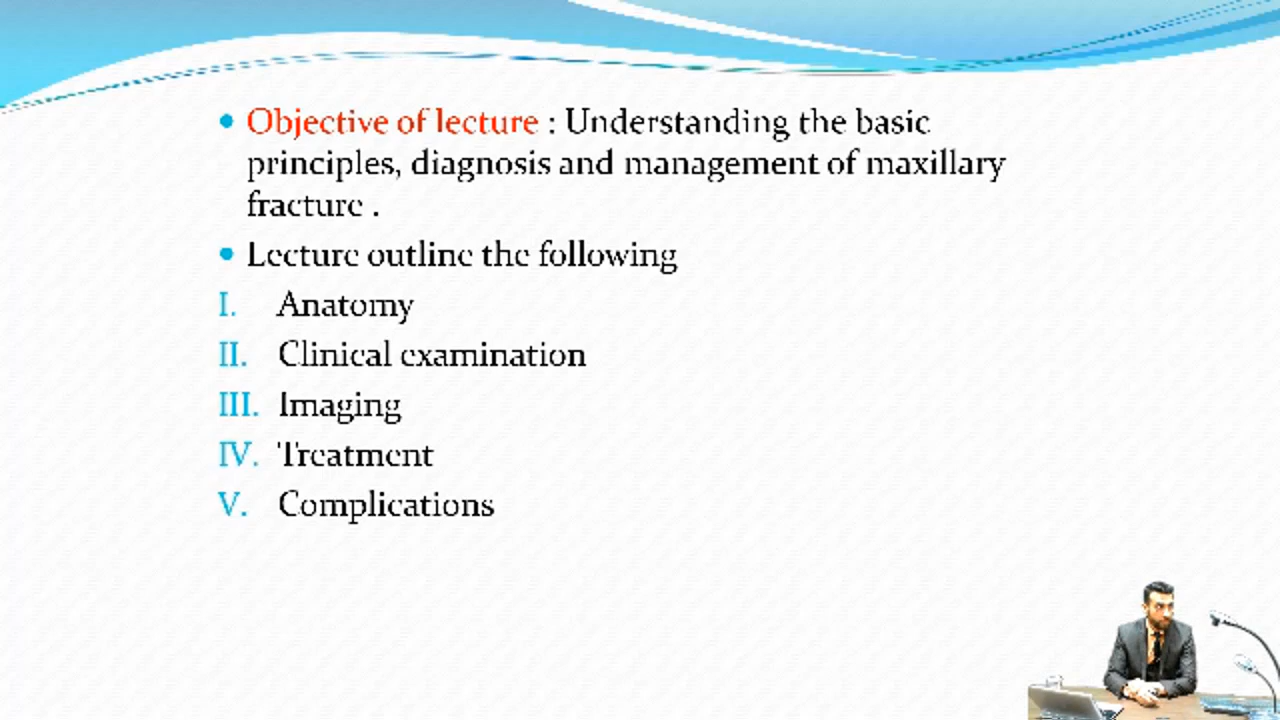 • Objective of lecture : Understanding the basic
principles, diagnosis and management of maxillary
fracture .
• Lecture outline the following
I. Anatomy
II. Clinical examination
III. Imaging
IV. Treatment
V. Complications